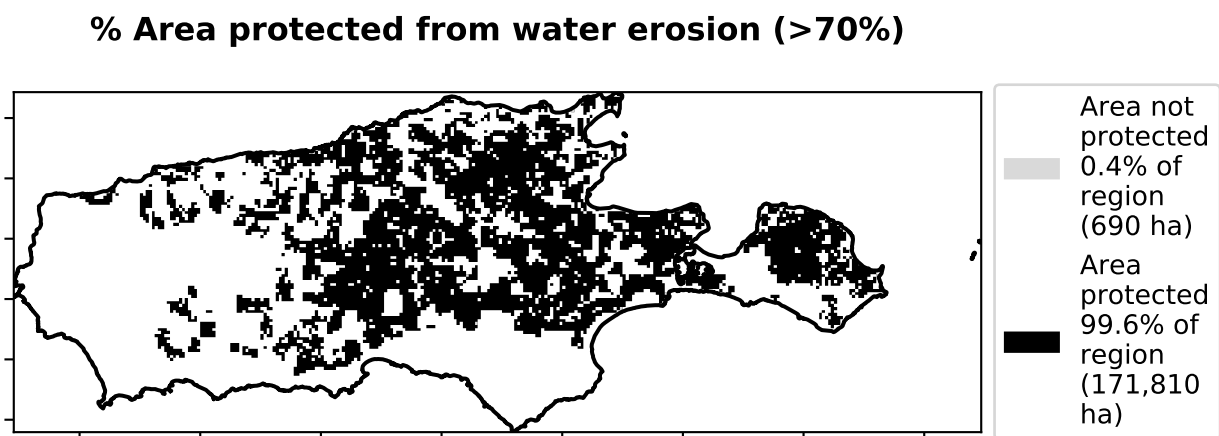 % Area protected from water erosion (>70%)
Area not
protected
0.4% of
region
(690 ha)
Area
protected
99.6% of
region
(171,810
ha)